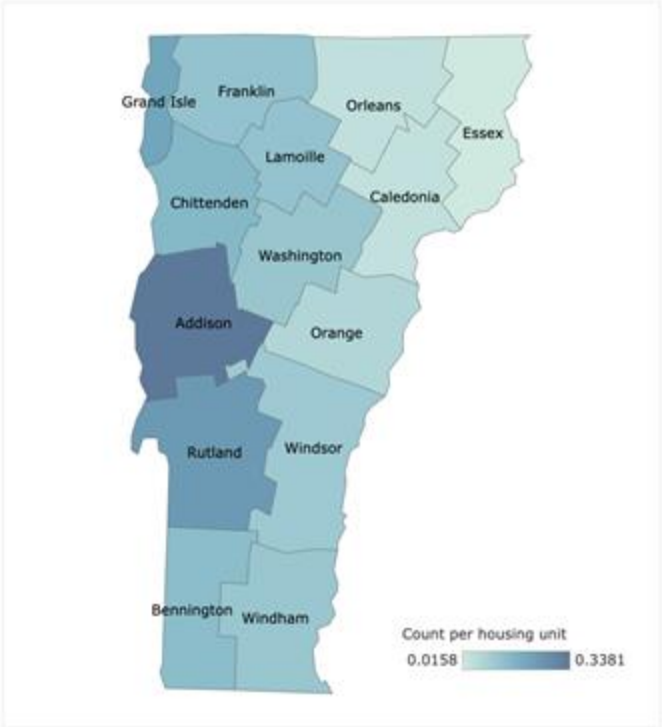 Franklin
Grand Isle
Orleans
Essex
Lamoille
Caledonia
Chittenden
Washington
Addison
Orange
Rutland
Windsor
Bennington
Windham
Count per housing unit
0.0158 0.3381